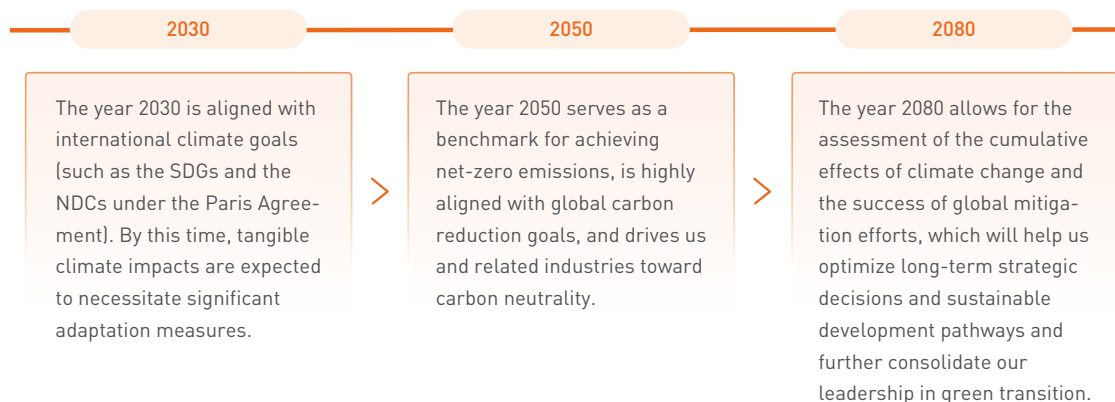 2030
The year 2030 is aligned with
international climate goals
(such as the SDGs and the
NDCs under the Paris Agree-
ment). By this time, tangible
climate impacts are expected
to necessitate significant
adaptation measures.
2050
The year 2050 serves as a
benchmark for achieving
net-zero emissions, is highly
aligned with global carbon
reduction goals, and drives us
and related industries toward
carbon neutrality.
2080
The year 2080 allows for the
assessment of the cumulative
effects of climate change and
the success of global mitiga-
tion efforts, which will help us
optimize long-term strategic
decisions and sustainable
development pathways and
further consolidate our
leadership in green transition.